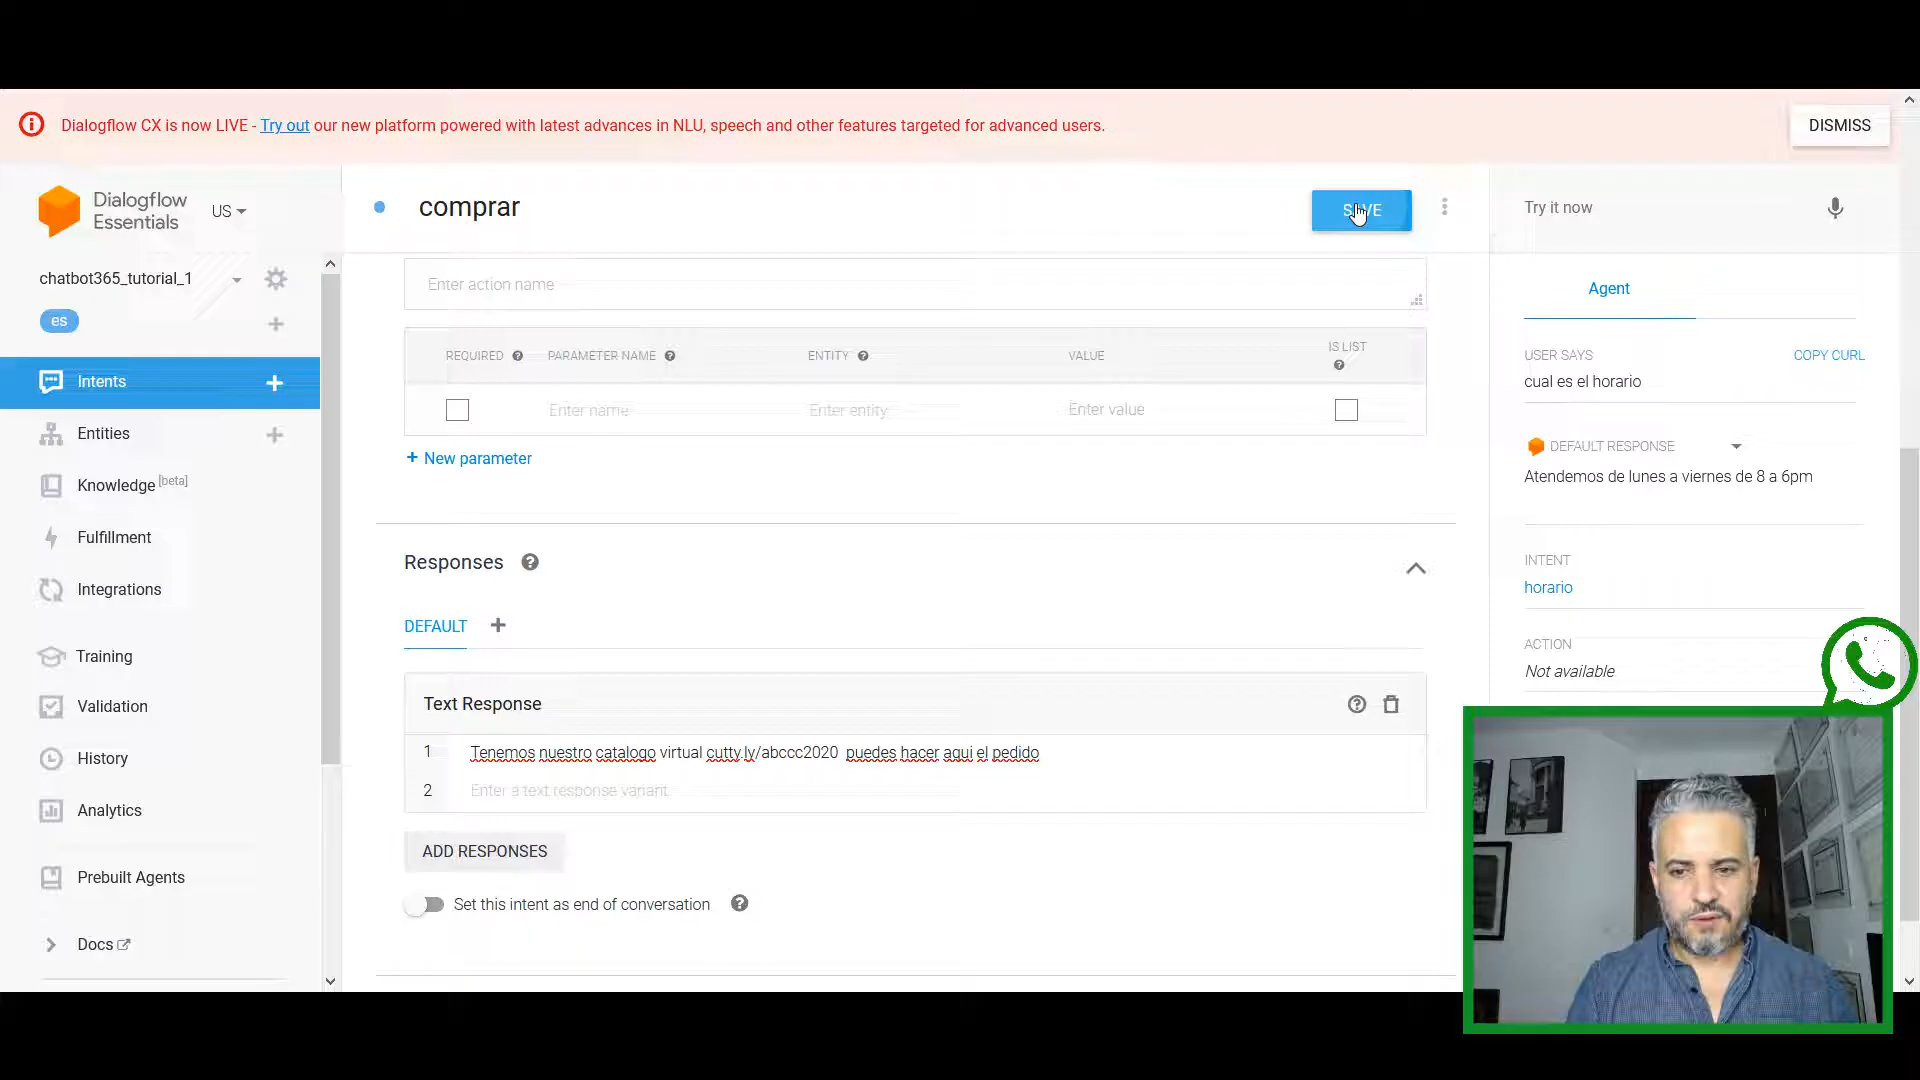 Dialogflow CX is now LIVE - Try out our new platform powered with latest advances in NLU, speech and other features targeted for advanced users.
DISMISS
Dialogflow
Essentials
US
comprar
SAVE
Try it now
chatbot365_tutorial_1
es
Intents
Entities
Knowledge [beta]
Fulfillment
Integrations
Training
Validation
History
Analytics
Prebuilt Agents
Docs
Enter action name
REQUIRED PARAMETER NAME ENTITY VALUE IS LIST
Enter name Enter entity Enter value
+ New parameter
Responses
DEFAULT +
Text Response
1 Tenemos nuestro catalogo virtual cutty.ly/abccc2020 puedes hacer aqui el pedido
2 Enter a text response variant
ADD RESPONSES
Set this intent as end of conversation
Agent
USER SAYS COPY CURL
cual es el horario
DEFAULT RESPONSE
Atendemos de lunes a viernes de 8 a 6pm
INTENT
horario
ACTION
Not available